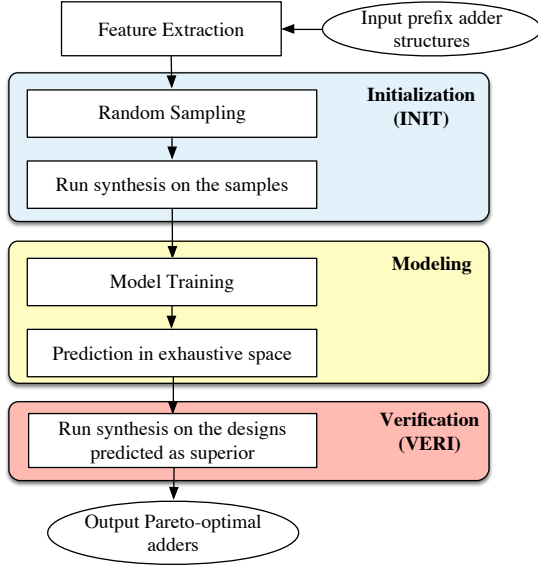 Feature Extraction
Input prefix adder
structures
Initialization
(INIT)
Random Sampling
Run synthesis on the samples
Modeling
Model Training
Prediction in exhaustive space
Verification
(VERI)
Run synthesis on the designs
predicted as superior
Output Pareto-optimal
adders